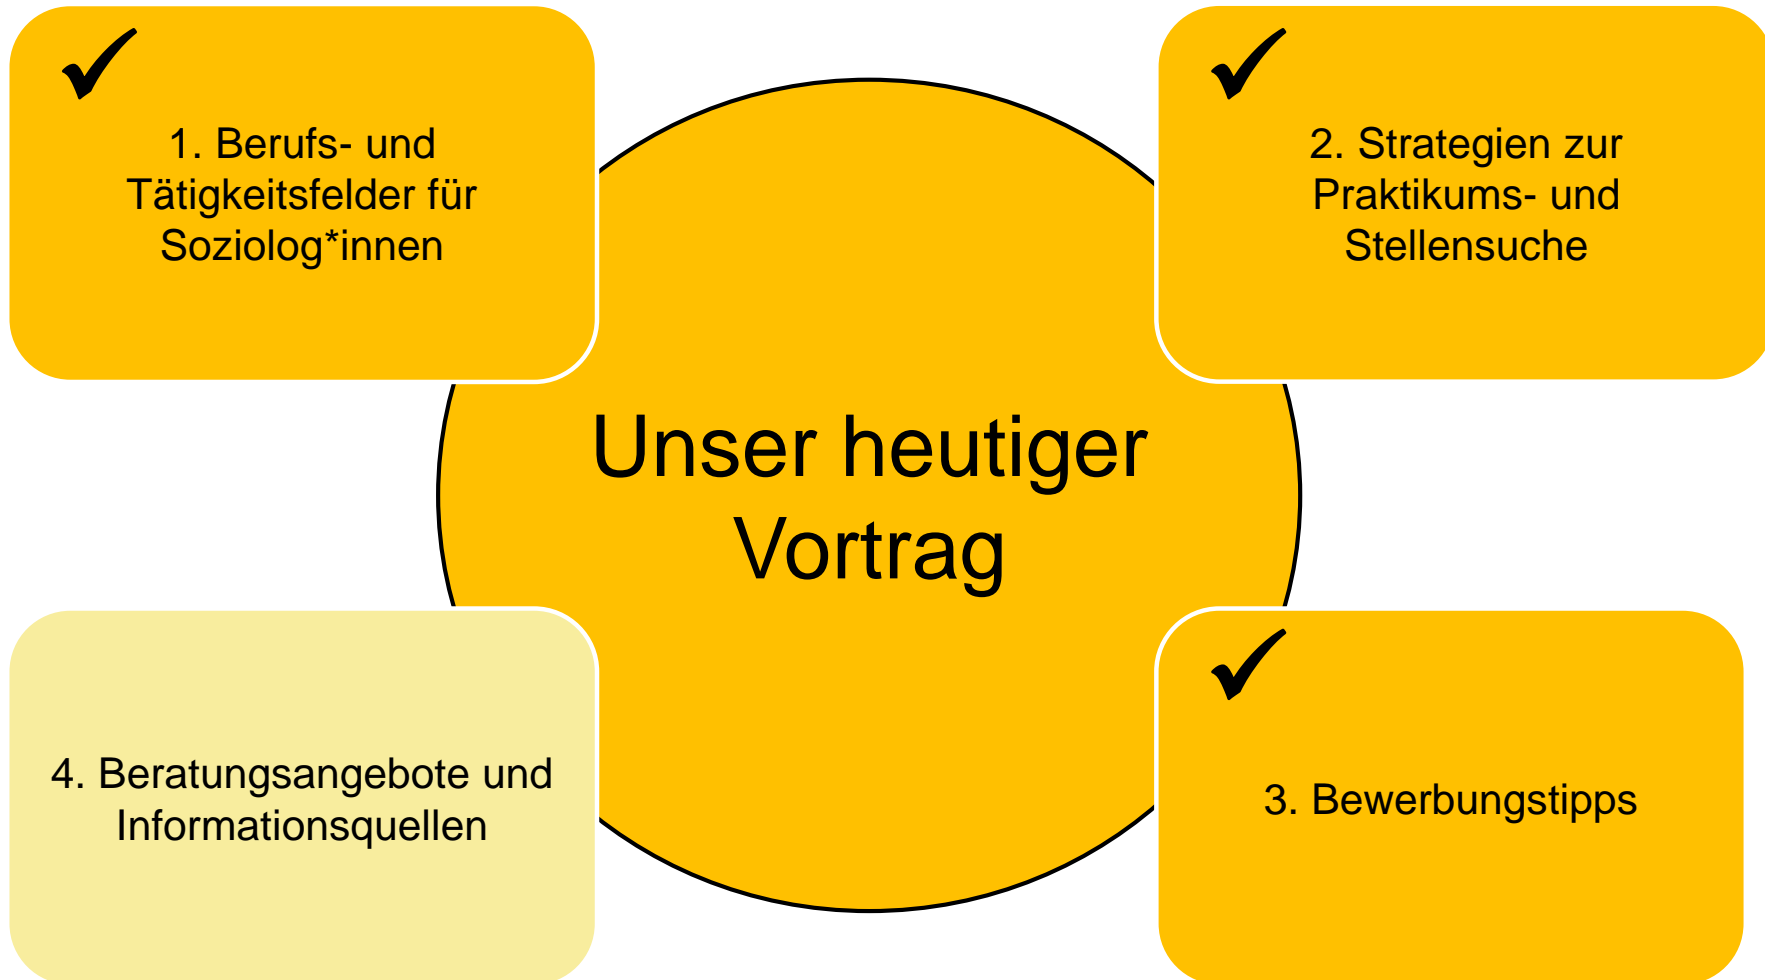 1. Berufs- und
Tätigkeitsfelder für
Soziolog*innen
2. Strategien zur
Praktikums- und
Stellensuche
Unser heutiger
Vortrag
4. Beratungsangebote und
Informationsquellen
3. Bewerbungstipps